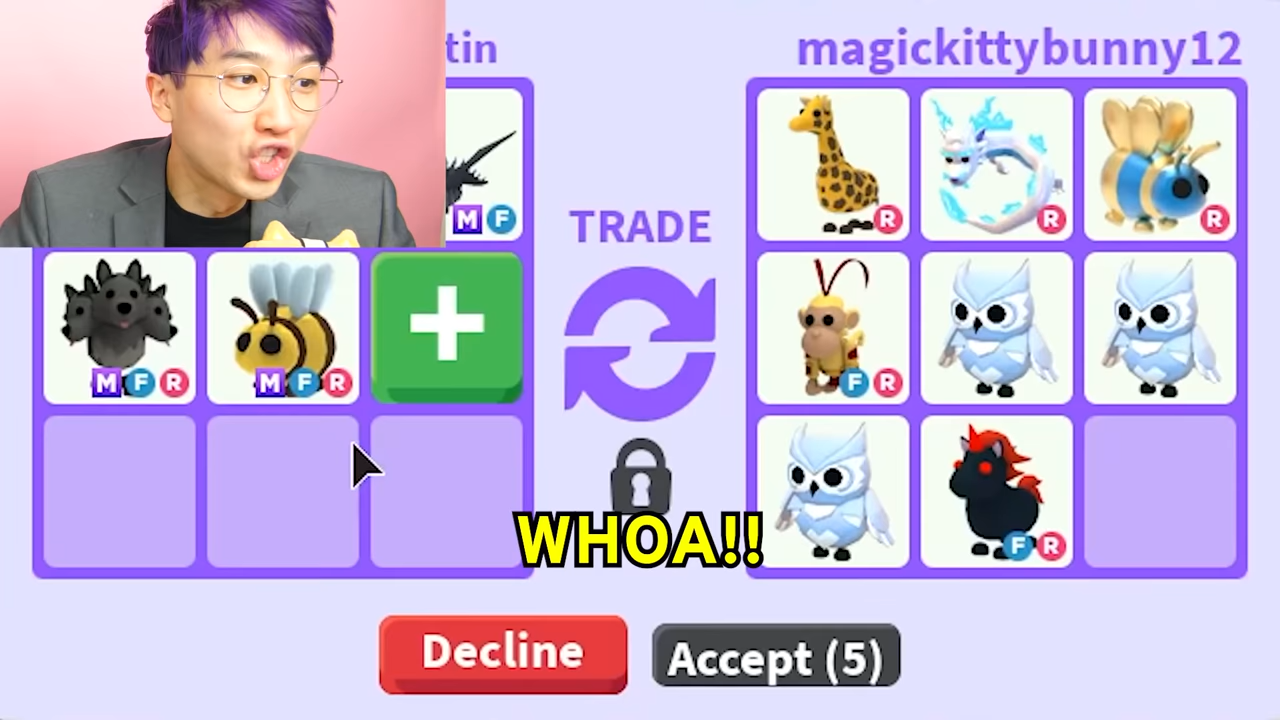 tin
magickittybunny12
M F
R
R
R
TRADE
M F R
M F R
F R
F R
WHOA!!
Decline
Accept (5)